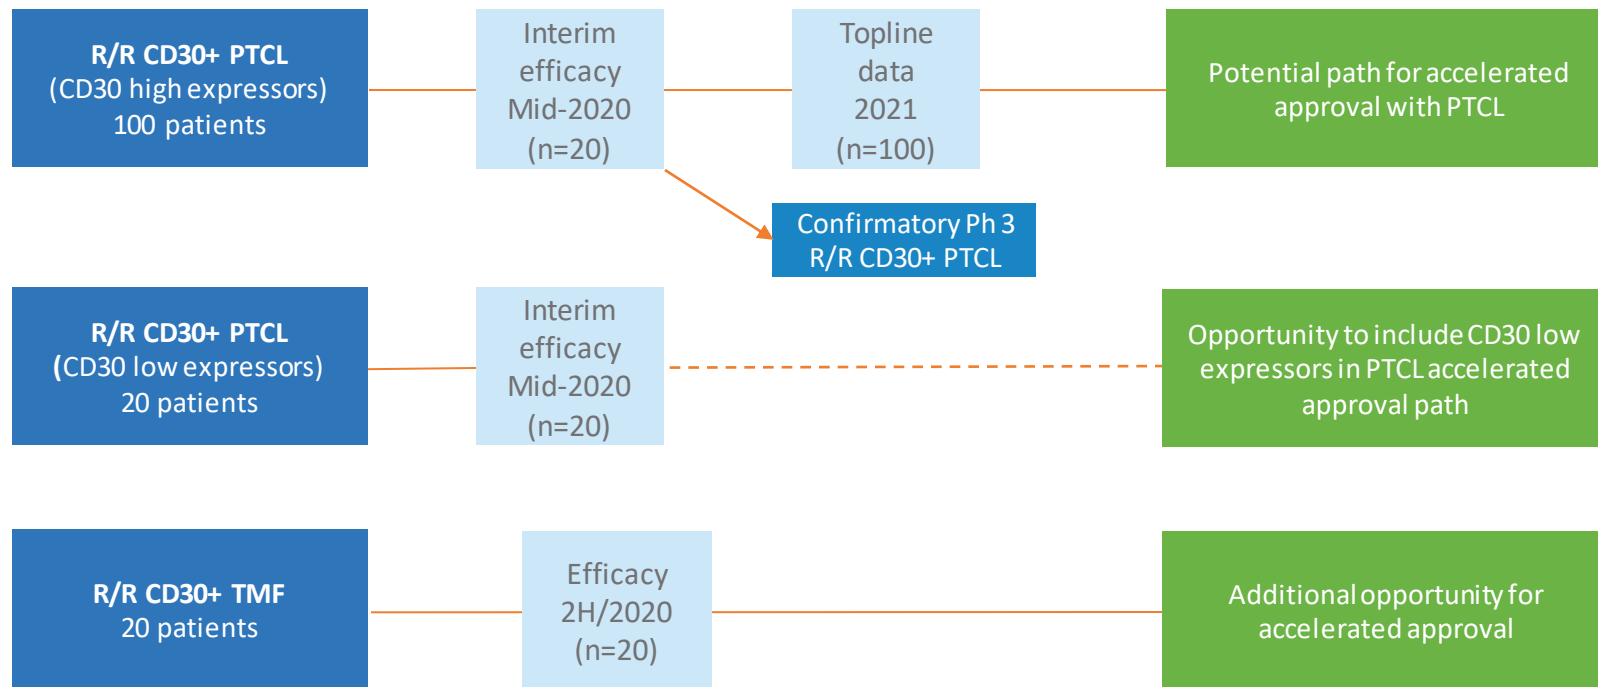 R/R CD30+ PTCL
(CD30 high expressors)
100 patients
Interim
efficacy
Mid-2020
(n=20)
Topline
data
2021
(n=100)
Potential path for accelerated
approval with PTCL
Confirmatory Ph 3
R/R CD30+ PTCL
R/R CD30+ PTCL
(CD30 low expressors)
20 patients
Interim
efficacy
Mid-2020
(n=20)
Opportunity to include CD30 low
expressors in PTCL accelerated
approval path
R/R CD30+ TMF
20 patients
Efficacy
2H/2020
(n=20)
Additional opportunity for
accelerated approval